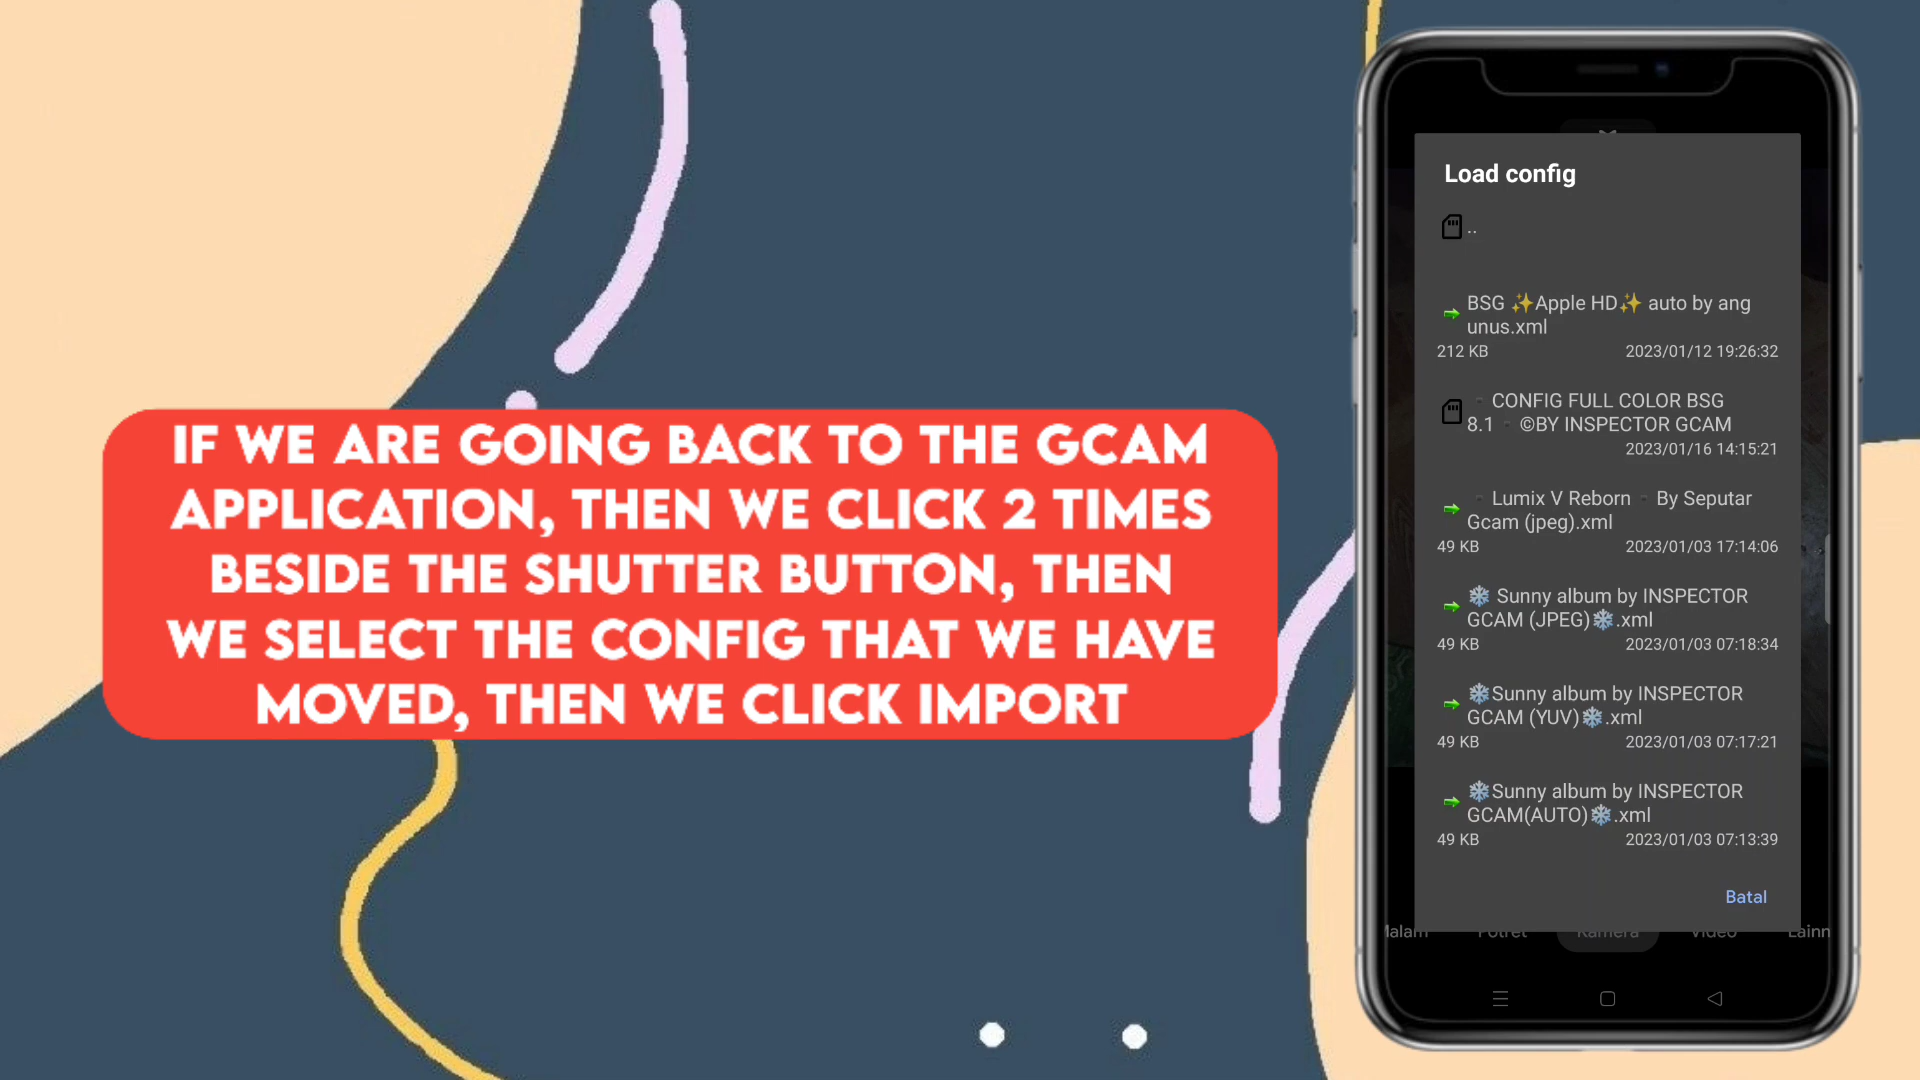 IF WE ARE GOING BACK TO THE GCAM
APPLICATION, THEN WE CLICK 2 TIMES
BESIDE THE SHUTTER BUTTON, THEN
WE SELECT THE CONFIG THAT WE HAVE
MOVED, THEN WE CLICK IMPORT
Load config
..
BSG ✨Apple HD✨ auto by ang
unus.xml
212 KB 2023/01/12 19:26:32
▪ CONFIG FULL COLOR BSG
8.1 ▪ ©BY INSPECTOR GCAM
2023/01/16 14:15:21
▪ Lumix V Reborn ▪ By Seputar
Gcam (jpeg).xml
49 KB 2023/01/03 17:14:06
❄️ Sunny album by INSPECTOR
GCAM (JPEG)❄️.xml
49 KB 2023/01/03 07:18:34
❄️Sunny album by INSPECTOR
GCAM (YUV)❄️.xml
49 KB 2023/01/03 07:17:21
❄️Sunny album by INSPECTOR
GCAM(AUTO)❄️.xml
49 KB 2023/01/03 07:13:39
Batal
Potret Kamera Video